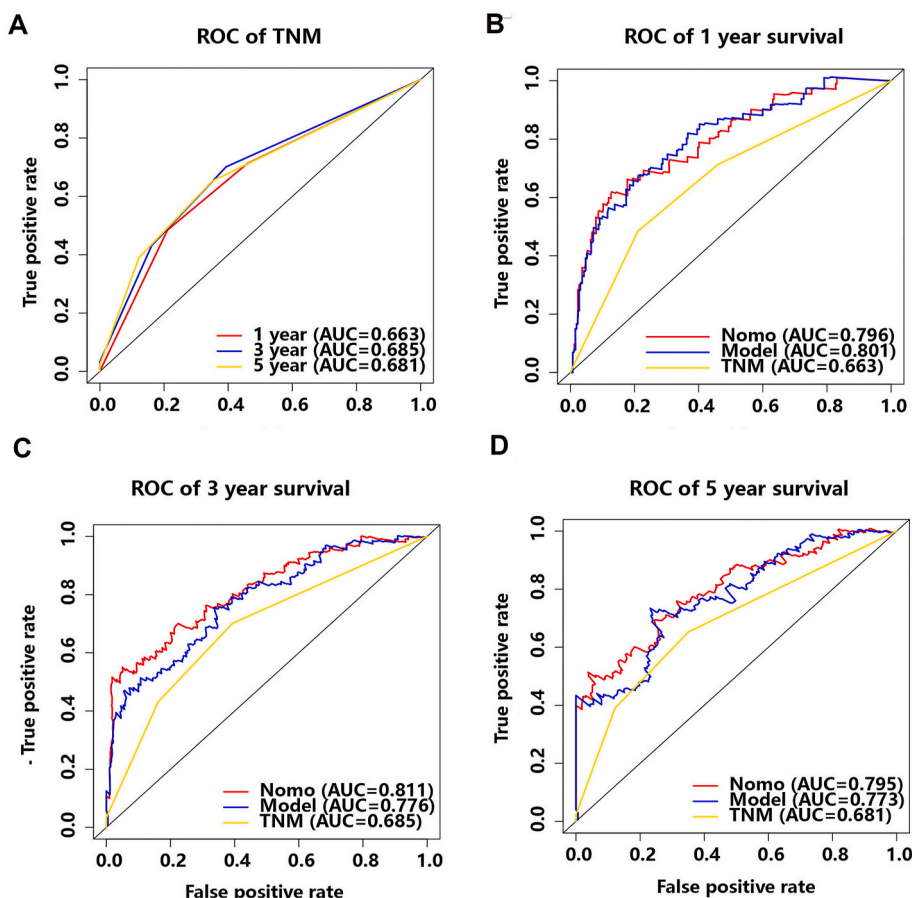 A
ROC of TNM
True positive rate
1.0
0.8
0.6
0.4
0.2
0.0
1 year (AUC=0.663)
3 year (AUC=0.685)
5 year (AUC=0.681)
0.0 0.2 0.4 0.6 0.8 1.0
B
ROC of 1 year survival
True positive rate
1.0
0.8
0.6
0.4
0.2
0.0
Nomo (AUC=0.796)
Model (AUC=0.801)
TNM (AUC=0.663)
0.0 0.2 0.4 0.6 0.8 1.0
C
ROC of 3 year survival
- True positive rate
1.0
0.8
0.6
0.4
0.2
0.0
Nomo (AUC=0.811)
Model (AUC=0.776)
TNM (AUC=0.685)
0.0 0.2 0.4 0.6 0.8 1.0
False positive rate
D
ROC of 5 year survival
True positive rate
1.0
0.8
0.6
0.4
0.2
0.0
Nomo (AUC=0.795)
Model (AUC=0.773)
TNM (AUC=0.681)
0.0 0.2 0.4 0.6 0.8 1.0
False positive rate